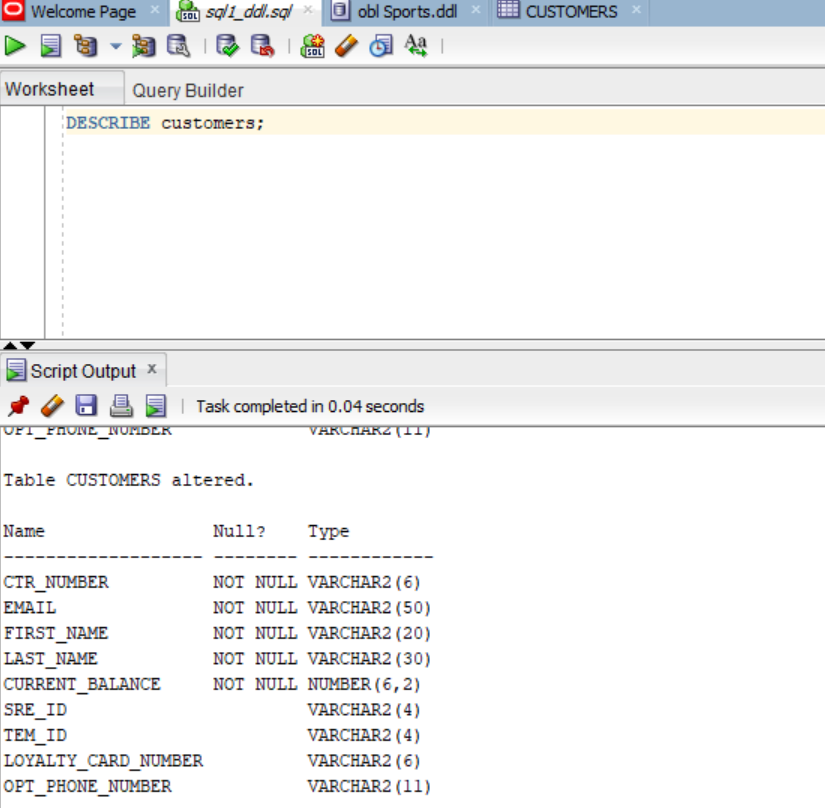 Welcome Page × sql1_ddl.sql × obl Sports.ddl × CUSTOMERS ×
SQL Aa
Worksheet Query Builder
DESCRIBE customers;
Script Output ×
Task completed in 0.04 seconds
OPT_PHONE_NUMBER VARCHAR2(11)
Table CUSTOMERS altered.
Name Null? Type
------------------- -------- ------------
CTR_NUMBER NOT NULL VARCHAR2(6)
EMAIL NOT NULL VARCHAR2(50)
FIRST_NAME NOT NULL VARCHAR2(20)
LAST_NAME NOT NULL VARCHAR2(30)
CURRENT_BALANCE NOT NULL NUMBER(6,2)
SRE_ID VARCHAR2(4)
TEM_ID VARCHAR2(4)
LOYALTY_CARD_NUMBER VARCHAR2(6)
OPT_PHONE_NUMBER VARCHAR2(11)